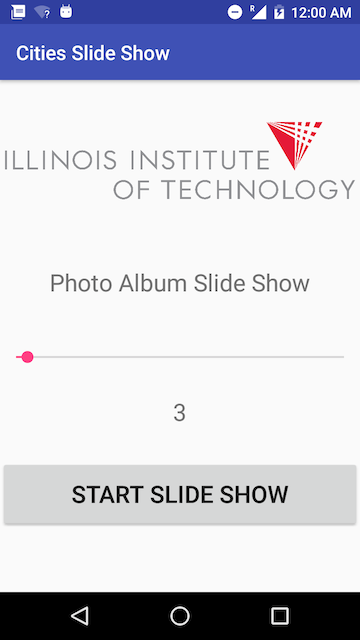 R 12:00 AM
Cities Slide Show
ILLINOIS INSTITUTE
OF TECHNOLOGY
Photo Album Slide Show
3
START SLIDE SHOW